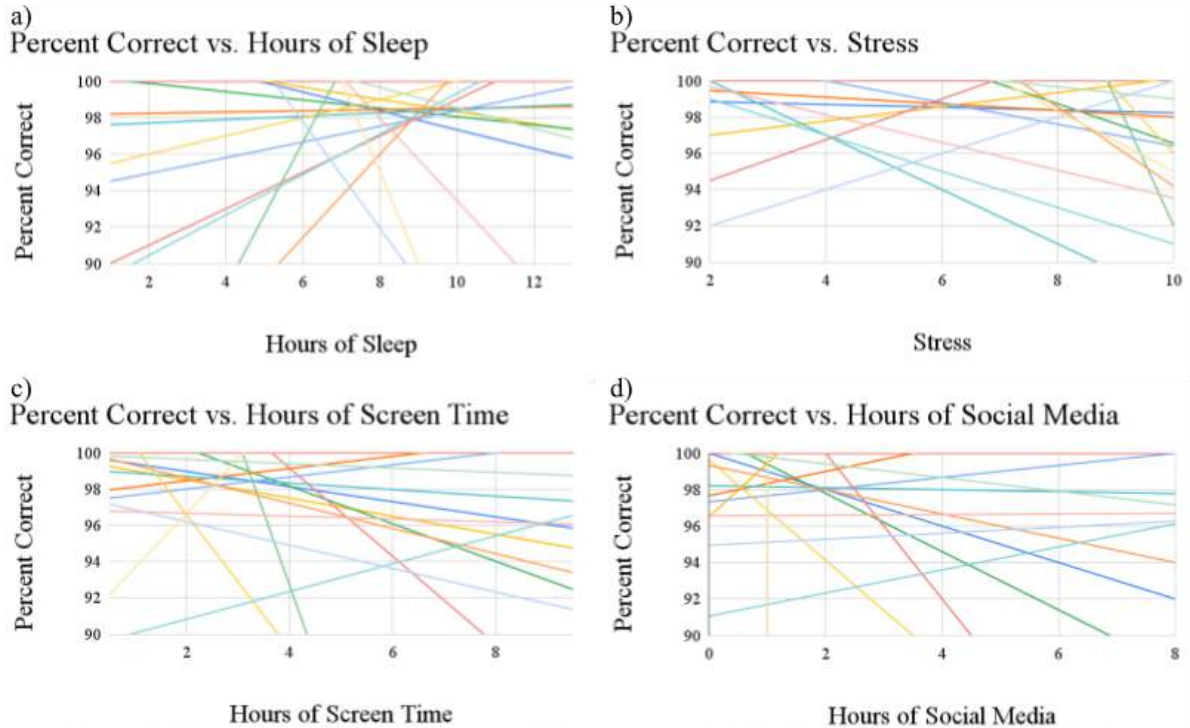 a)
Percent Correct vs. Hours of Sleep
100
98
96
94
92
90
Percent Correct
2 4 6 8 10 12
Hours of Sleep
b)
Percent Correct vs. Stress
100
98
96
94
92
90
Percent Correct
2 4 6 8 10
Stress
c)
Percent Correct vs. Hours of Screen Time
100
98
96
94
92
90
Percent Correct
2 4 6 8
Hours of Screen Time
d)
Percent Correct vs. Hours of Social Media
100
98
96
94
92
90
Percent Correct
0 2 4 6 8
Hours of Social Media